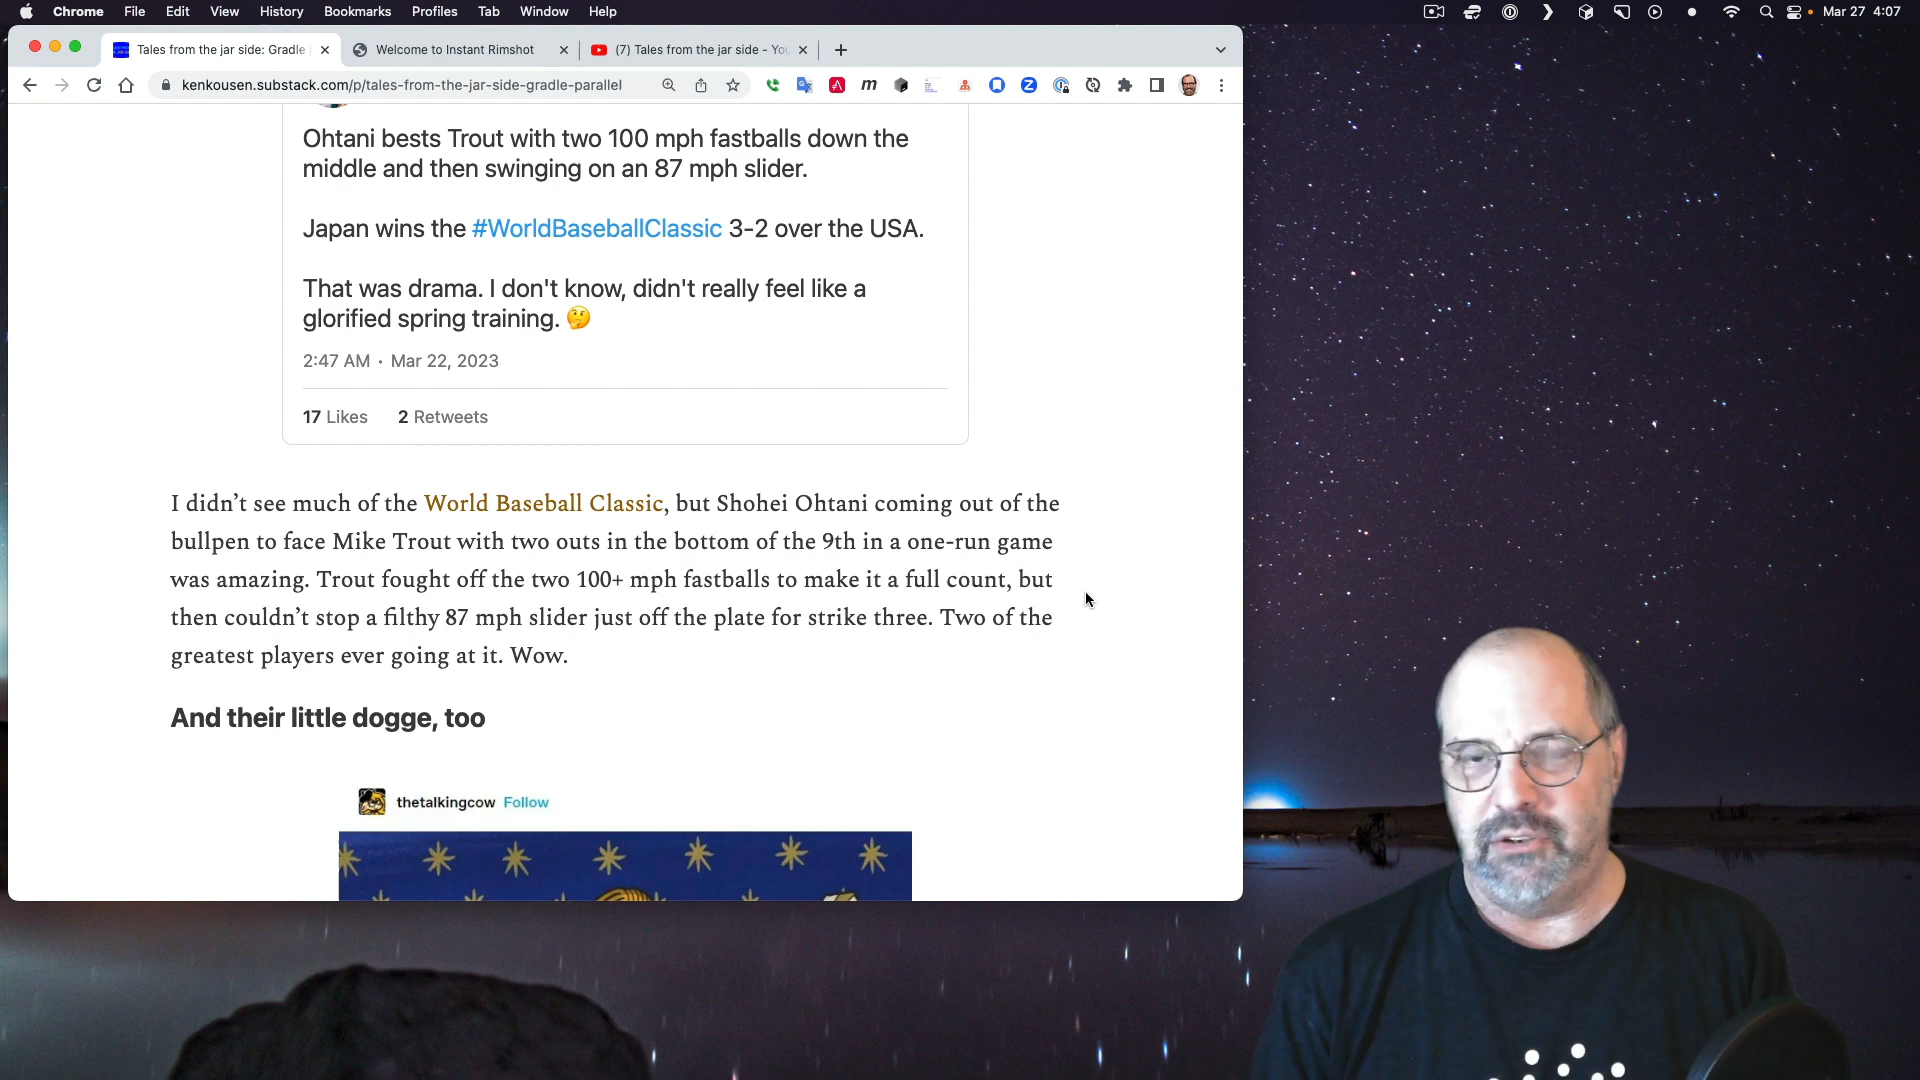 Chrome File Edit View History Bookmarks Profiles Tab Window Help
Mar 27 4:07
Tales from the jar side: Gradle
Welcome to Instant Rimshot
(7) Tales from the jar side - You
kenkousen.substack.com/p/tales-from-the-jar-side-gradle-parallel
Ohtani bests Trout with two 100 mph fastballs down the
middle and then swinging on an 87 mph slider.
Japan wins the #WorldBaseballClassic 3-2 over the USA.
That was drama. I don't know, didn't really feel like a
glorified spring training. 🤔
2:47 AM · Mar 22, 2023
17 Likes 2 Retweets
I didn’t see much of the World Baseball Classic, but Shohei Ohtani coming out of the
bullpen to face Mike Trout with two outs in the bottom of the 9th in a one-run game
was amazing. Trout fought off the two 100+ mph fastballs to make it a full count, but
then couldn’t stop a filthy 87 mph slider just off the plate for strike three. Two of the
greatest players ever going at it. Wow.
And their little dogge, too
thetalkingcow Follow